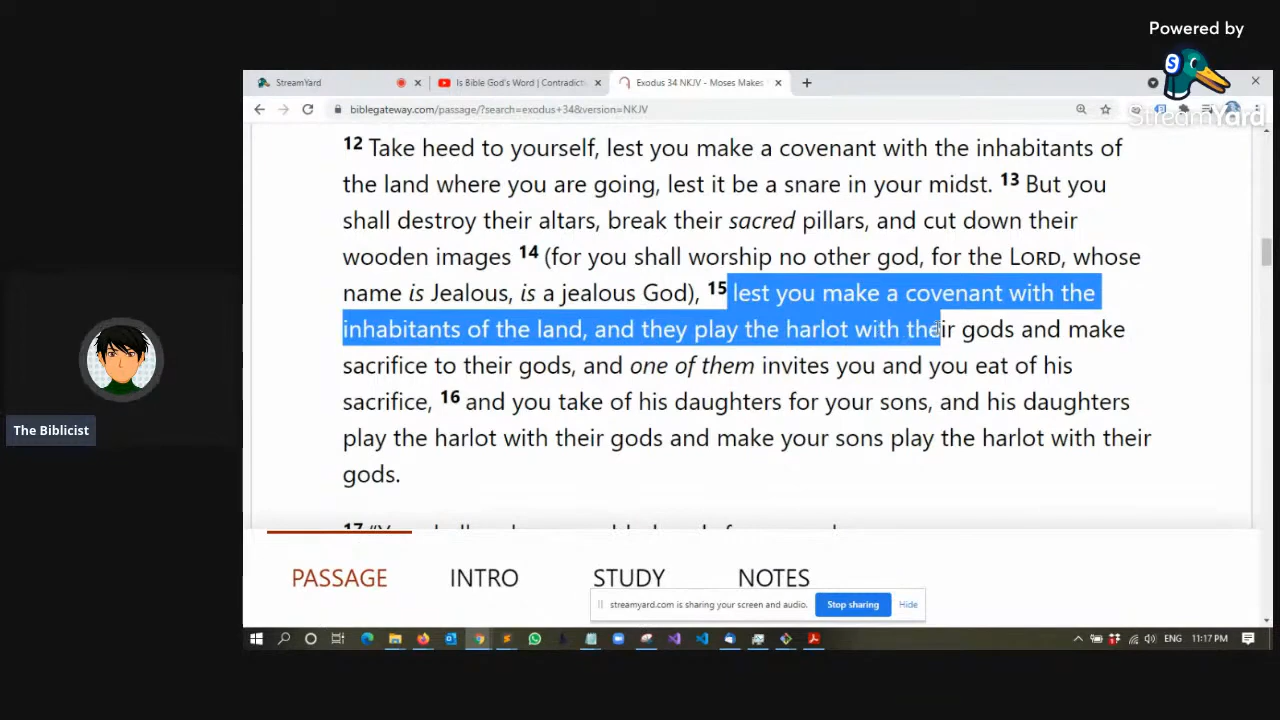 Powered by
StreamYard
StreamYard
Is Bible God's Word | Contradicti
Exodus 34 NKJV - Moses Makes
biblegateway.com/passage/?search=exodus+34&version=NKJV
12 Take heed to yourself, lest you make a covenant with the inhabitants of
the land where you are going, lest it be a snare in your midst. 13 But you
shall destroy their altars, break their sacred pillars, and cut down their
wooden images 14 (for you shall worship no other god, for the LORD, whose
name is Jealous, is a jealous God), 15 lest you make a covenant with the
inhabitants of the land, and they play the harlot with their gods and make
sacrifice to their gods, and one of them invites you and you eat of his
sacrifice, 16 and you take of his daughters for your sons, and his daughters
play the harlot with their gods and make your sons play the harlot with their
gods.
The Biblicist
PASSAGE INTRO STUDY NOTES
streamyard.com is sharing your screen and audio. Stop sharing Hide
ENG 11:17 PM